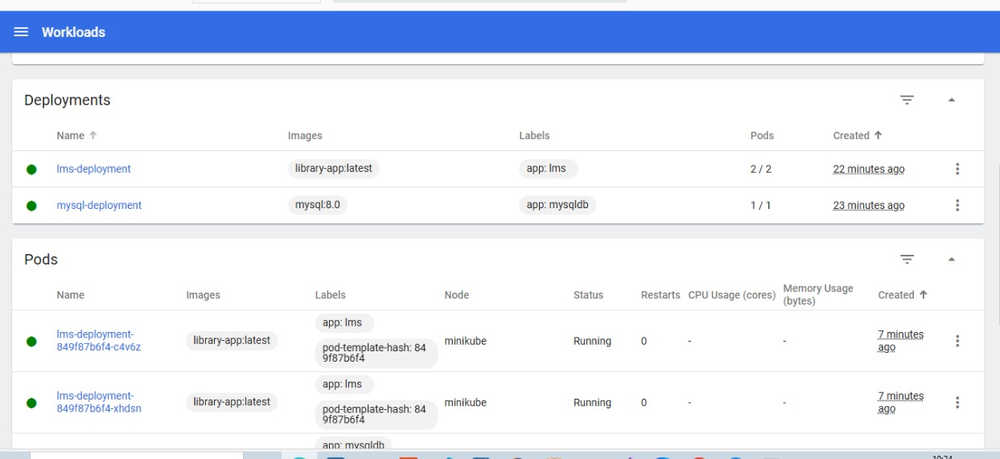 Workloads
Deployments
Name Images Labels Pods Created
lms-deployment library-app:latest app: lms 2 / 2 22 minutes ago
mysql-deployment mysql:8.0 app: mysqldb 1 / 1 23 minutes ago
Pods
Name Images Labels Node Status Restarts CPU Usage (cores) Memory Usage
(bytes) Created
lms-deployment-
849f87b6f4-c4v6z library-app:latest app: lms
pod-template-hash: 84
9f87b6f4 minikube Running 0 - - 7 minutes
ago
lms-deployment-
849f87b6f4-xhdsn library-app:latest app: lms
pod-template-hash: 84
9f87b6f4 minikube Running 0 - - 7 minutes
ago
app: mysqldb